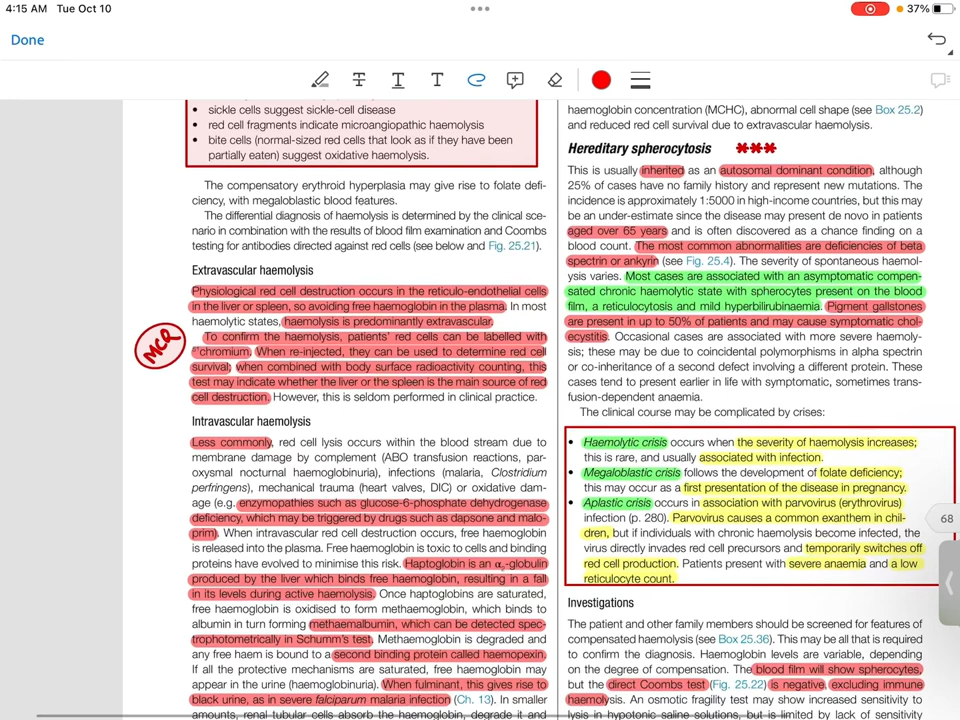 4:15 AM Tue Oct 10
37%
Done
sickle cells suggest sickle-cell disease
• red cell fragments indicate microangiopathic haemolysis
• bite cells (normal-sized red cells that look as if they have been
partially eaten) suggest oxidative haemolysis.
The compensatory erythroid hyperplasia may give rise to folate defi-
ciency, with megaloblastic blood features.
The differential diagnosis of haemolysis is determined by the clinical sce-
nario in combination with the results of blood film examination and Coombs
testing for antibodies directed against red cells (see below and Fig. 25.21).
Extravascular haemolysis
Physiological red cell destruction occurs in the reticulo-endothelial cells
in the liver or spleen, so avoiding free haemoglobin in the plasma. In most
haemolytic states, haemolysis is predominantly extravascular.
To confirm the haemolysis, patients' red cells can be labelled with
⁵¹chromium. When re-injected, they can be used to determine red cell
survival; when combined with body surface radioactivity counting, this
test may indicate whether the liver or the spleen is the main source of red
cell destruction. However, this is seldom performed in clinical practice.
MCQ
Intravascular haemolysis
Less commonly, red cell lysis occurs within the blood stream due to
membrane damage by complement (ABO transfusion reactions, par-
oxysmal nocturnal haemoglobinuria), infections (malaria, Clostridium
perfringens), mechanical trauma (heart valves, DIC) or oxidative dam-
age (e.g. enzymopathies such as glucose-6-phosphate dehydrogenase
deficiency, which may be triggered by drugs such as dapsone and malo-
prim). When intravascular red cell destruction occurs, free haemoglobin
is released into the plasma. Free haemoglobin is toxic to cells and binding
proteins have evolved to minimise this risk. Haptoglobin is an α₂-globulin
produced by the liver which binds free haemoglobin, resulting in a fall
in its levels during active haemolysis. Once haptoglobins are saturated,
free haemoglobin is oxidised to form methaemoglobin, which binds to
albumin in turn forming methaemalbumin, which can be detected spec-
trophotometrically in Schumm's test. Methaemoglobin is degraded and
any free haem is bound to a second binding protein called haemopexin.
If all the protective mechanisms are saturated, free haemoglobin may
appear in the urine (haemoglobinuria). When fulminant, this gives rise to
black urine, as in severe falciparum malaria infection (Ch. 13). In smaller
amounts, renal tubular cells absorb the haemoglobin, degrade it and
haemoglobin concentration (MCHC), abnormal cell shape (see Box 25.2)
and reduced red cell survival due to extravascular haemolysis.
Hereditary spherocytosis ***
This is usually inherited as an autosomal dominant condition, although
25% of cases have no family history and represent new mutations. The
incidence is approximately 1:5000 in high-income countries, but this may
be an under-estimate since the disease may present de novo in patients
aged over 65 years and is often discovered as a chance finding on a
blood count. The most common abnormalities are deficiencies of beta
spectrin or ankyrin (see Fig. 25.4). The severity of spontaneous haemol-
ysis varies. Most cases are associated with an asymptomatic compen-
sated chronic haemolytic state with spherocytes present on the blood
film, a reticulocytosis and mild hyperbilirubinaemia. Pigment gallstones
are present in up to 50% of patients and may cause symptomatic chol-
ecystitis. Occasional cases are associated with more severe haemoly-
sis; these may be due to coincidental polymorphisms in alpha spectrin
or co-inheritance of a second defect involving a different protein. These
cases tend to present earlier in life with symptomatic, sometimes trans-
fusion-dependent anaemia.
The clinical course may be complicated by crises:
• Haemolytic crisis occurs when the severity of haemolysis increases;
this is rare, and usually associated with infection.
• Megaloblastic crisis follows the development of folate deficiency;
this may occur as a first presentation of the disease in pregnancy.
• Aplastic crisis occurs in association with parvovirus (erythrovirus)
infection (p. 280). Parvovirus causes a common exanthem in chil-
dren, but if individuals with chronic haemolysis become infected, the
virus directly invades red cell precursors and temporarily switches off
red cell production. Patients present with severe anaemia and a low
reticulocyte count.
68
Investigations
The patient and other family members should be screened for features of
compensated haemolysis (see Box 25.36). This may be all that is required
to confirm the diagnosis. Haemoglobin levels are variable, depending
on the degree of compensation. The blood film will show spherocytes,
but the direct Coombs test (Fig. 25.22) is negative, excluding immune
haemolysis. An osmotic fragility test may show increased sensitivity to
lysis in hypotonic saline solutions, but is limited by lack of sensitivity